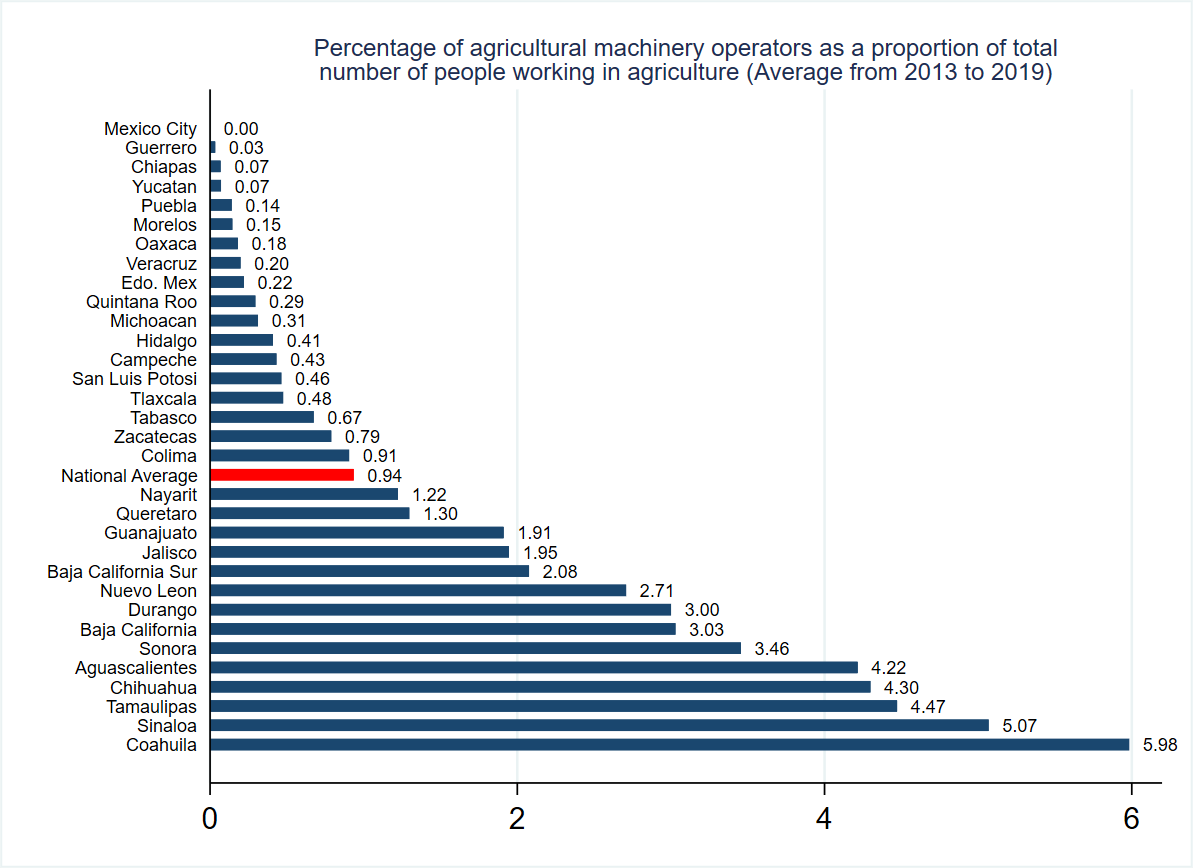 Percentage of agricultural machinery operators as a proportion of total
number of people working in agriculture (Average from 2013 to 2019)
Mexico City 0.00
Guerrero 0.03
Chiapas 0.07
Yucatan 0.07
Puebla 0.14
Morelos 0.15
Oaxaca 0.18
Veracruz 0.20
Edo. Mex 0.22
Quintana Roo 0.29
Michoacan 0.31
Hidalgo 0.41
Campeche 0.43
San Luis Potosi 0.46
Tlaxcala 0.48
Tabasco 0.67
Zacatecas 0.79
Colima 0.91
National Average 0.94
Nayarit 1.22
Queretaro 1.30
Guanajuato 1.91
Jalisco 1.95
Baja California Sur 2.08
Nuevo Leon 2.71
Durango 3.00
Baja California 3.03
Sonora 3.46
Aguascalientes 4.22
Chihuahua 4.30
Tamaulipas 4.47
Sinaloa 5.07
Coahuila 5.98
0 2 4 6